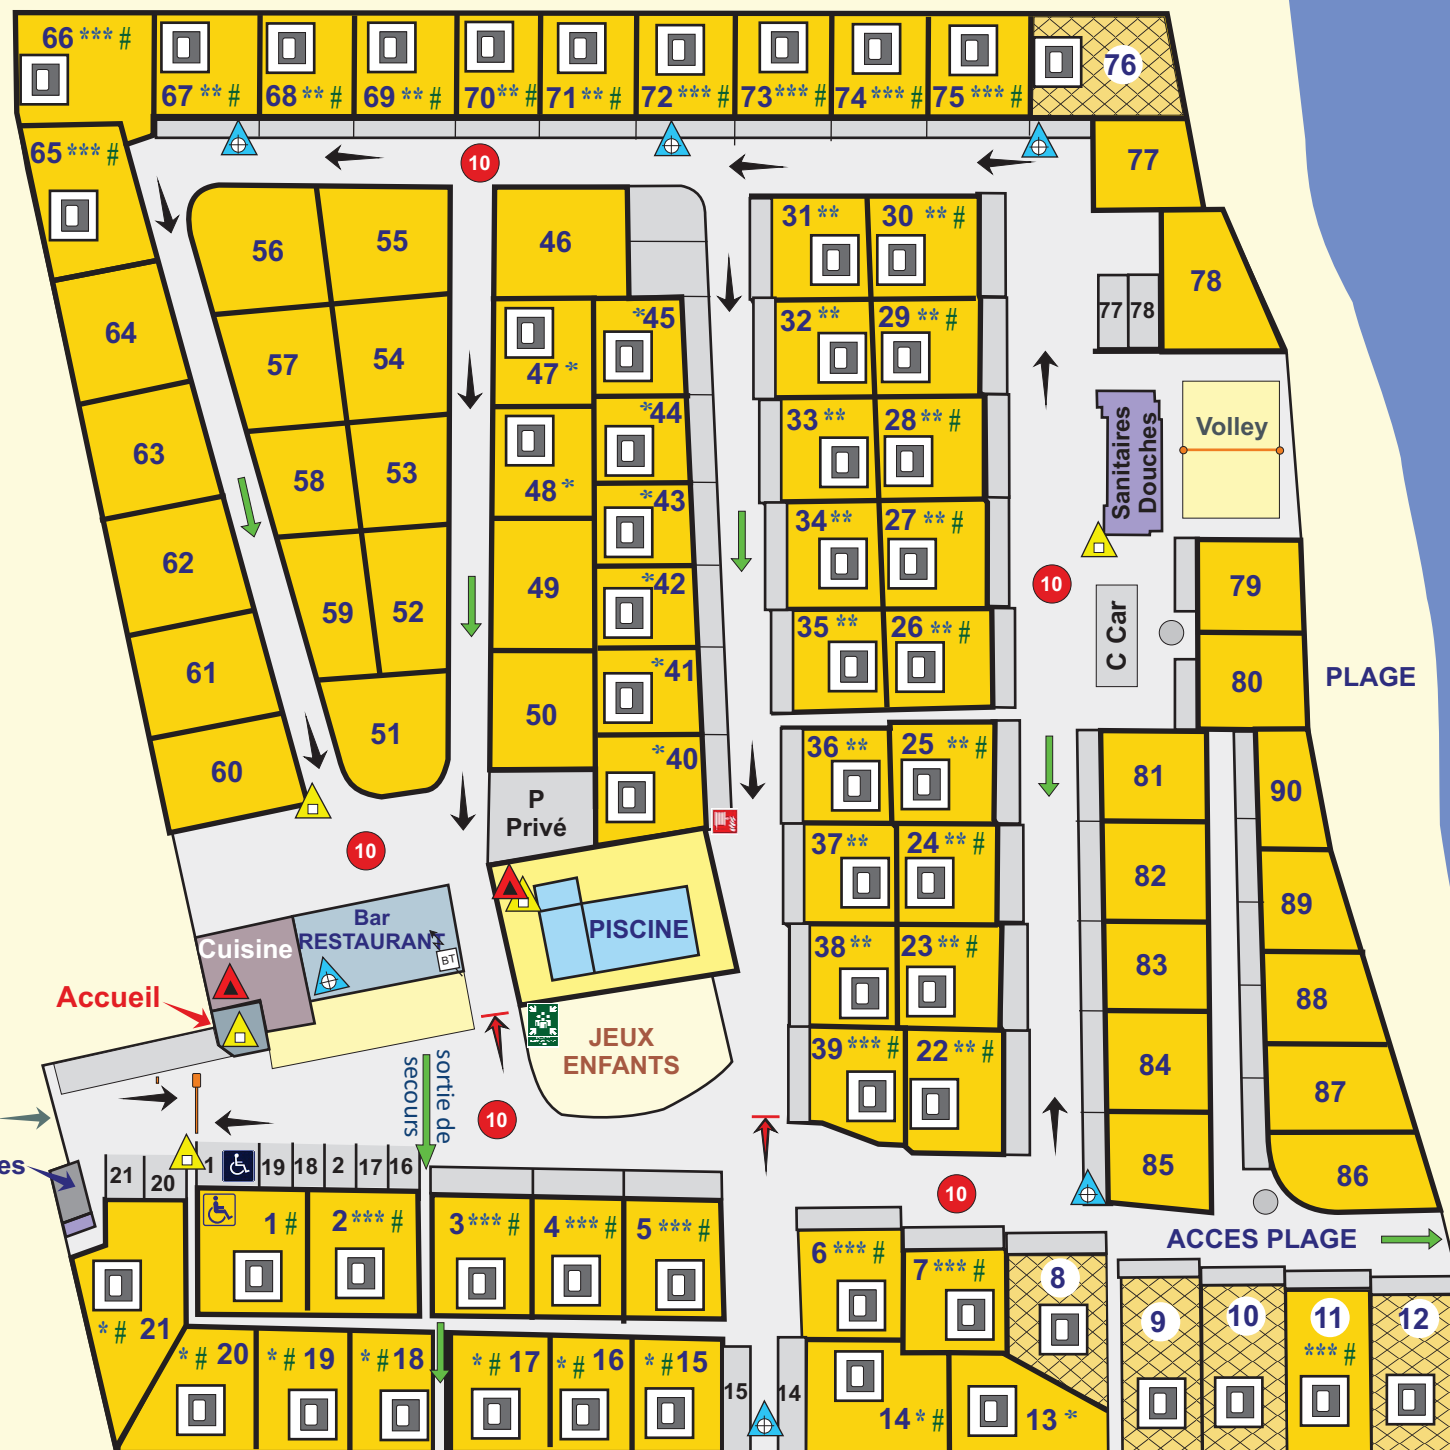 66 *** #
67 ** #
68 ** #
69 ** #
70 ** #
71 ** #
72 *** #
73 *** #
74 *** #
75 *** #
76
65 *** #
10
77
56
55
46
31 **
30 ** #
78
77 78
64
57
54
47 *
*45
32 **
29 ** #
63
58
53
48 *
*44
33 **
28 ** #
Sanitaires
Douches
Volley
62
59
52
49
*43
*42
34 **
27 ** #
10
79
61
50
*41
35 **
26 ** #
C Car
80
PLAGE
60
51
*40
36 **
25 ** #
81
90
P
Privé
10
37 **
24 ** #
82
89
Bar
RESTAURANT
BT
Cuisine
PISCINE
38 **
23 ** #
83
88
Accueil
JEUX
ENFANTS
39 *** #
22 ** #
84
87
sortie de
secours
10
10
85
86
es
21
20
1
19
18
2
17
16
ACCES PLAGE
1 #
2 *** #
3 *** #
4 *** #
5 *** #
6 *** #
7 *** #
8
9
10
11
*** #
12
* # 21
* # 20
* # 19
* # 18
* # 17
* # 16
* # 15
15
14
14 * #
13 *